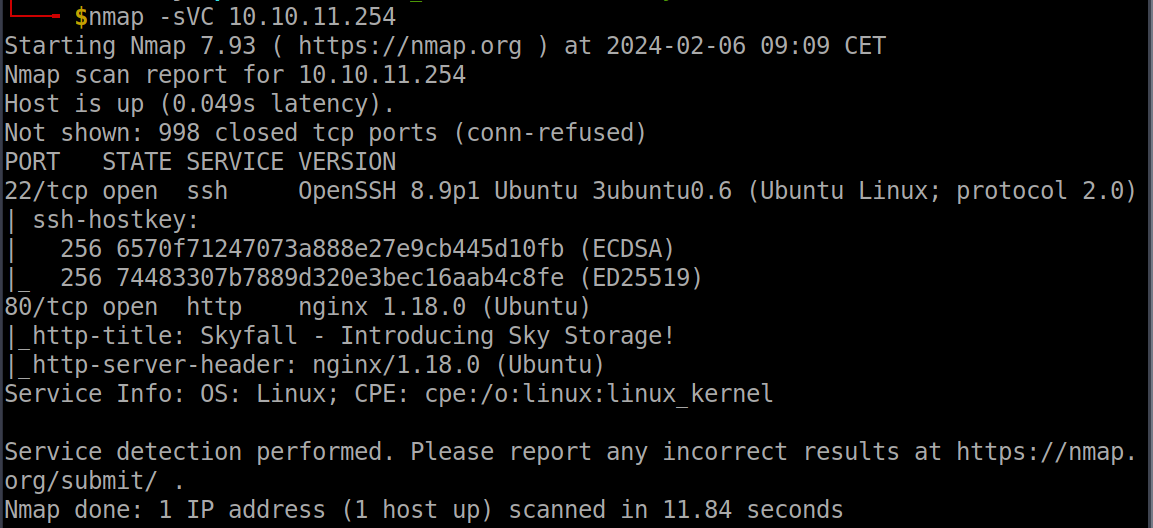 $nmap -sVC 10.10.11.254
Starting Nmap 7.93 ( https://nmap.org ) at 2024-02-06 09:09 CET
Nmap scan report for 10.10.11.254
Host is up (0.049s latency).
Not shown: 998 closed tcp ports (conn-refused)
PORT   STATE SERVICE VERSION
22/tcp open  ssh     OpenSSH 8.9p1 Ubuntu 3ubuntu0.6 (Ubuntu Linux; protocol 2.0)
| ssh-hostkey:
|   256 6570f71247073a888e27e9cb445d10fb (ECDSA)
|_  256 74483307b7889d320e3bec16aab4c8fe (ED25519)
80/tcp open  http    nginx 1.18.0 (Ubuntu)
|_http-title: Skyfall - Introducing Sky Storage!
|_http-server-header: nginx/1.18.0 (Ubuntu)
Service Info: OS: Linux; CPE: cpe:/o:linux:linux_kernel

Service detection performed. Please report any incorrect results at https://nmap.
org/submit/ .
Nmap done: 1 IP address (1 host up) scanned in 11.84 seconds